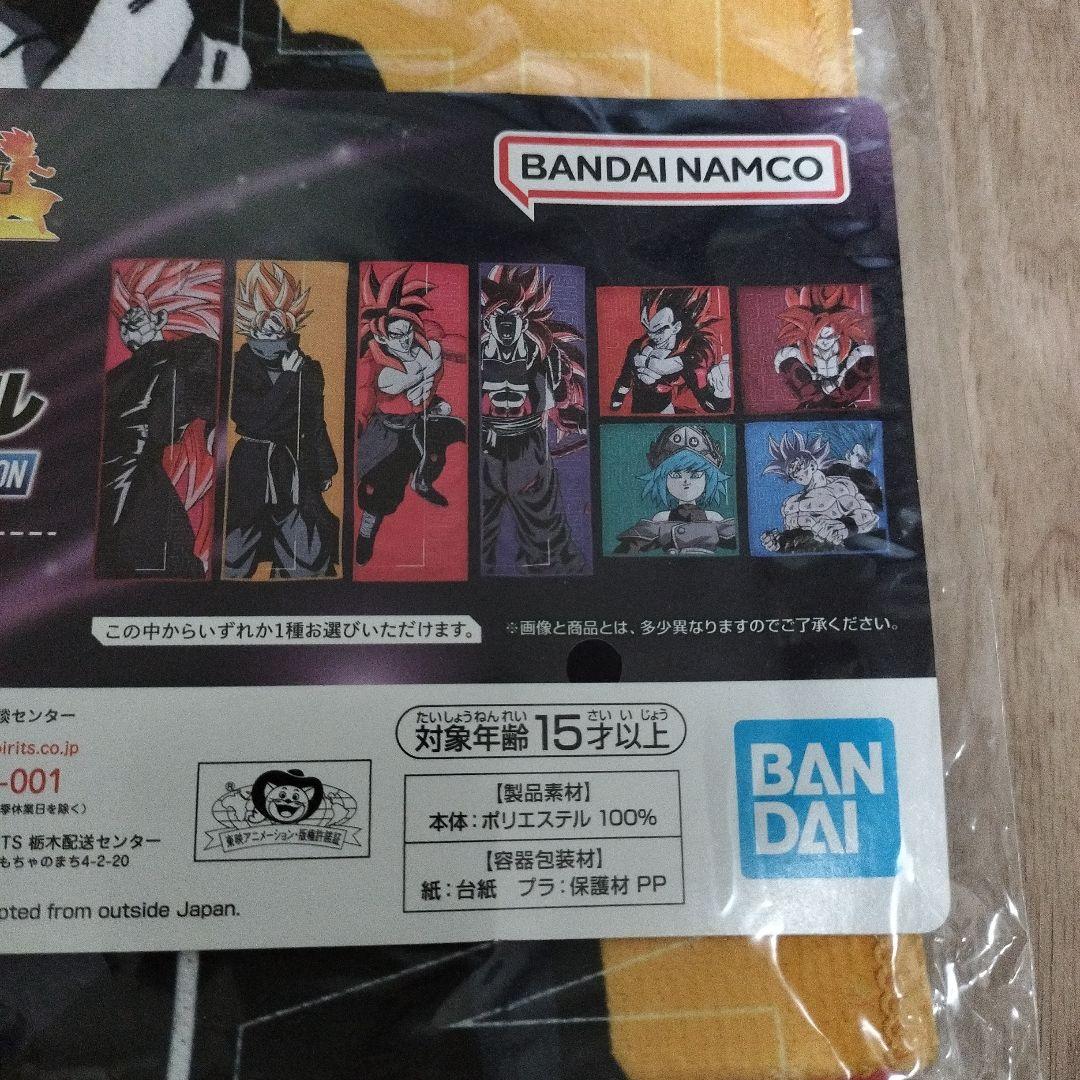 BANDAI NAMCO
ル
ION
この中からいずれか1種お選びいただけます。
※画像と商品とは、多少異なりますのでご了承ください。
談センター
pirits.co.jp
-001
季休業日を除く）
TS 栃木配送センター
もちゃのまち4-2-20
pted from outside Japan.
東映アニメーション・版権許諾証
たいしょうねんれい さい いじょう
対象年齢 15才以上
【製品素材】
本体：ポリエステル 100%
【容器包装材】
紙：台紙 プラ：保護材 PP
BAN
DAI